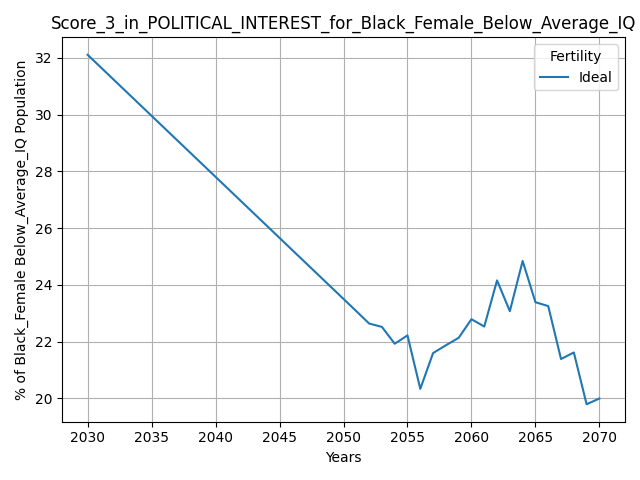 Score_3_in_POLITICAL_INTEREST_for_Black_Female_Below_Average_IQ
Fertility
Ideal
% of Black_Female Below_Average_IQ Population
32
30
28
26
24
22
20
2030 2035 2040 2045 2050 2055 2060 2065 2070
Years